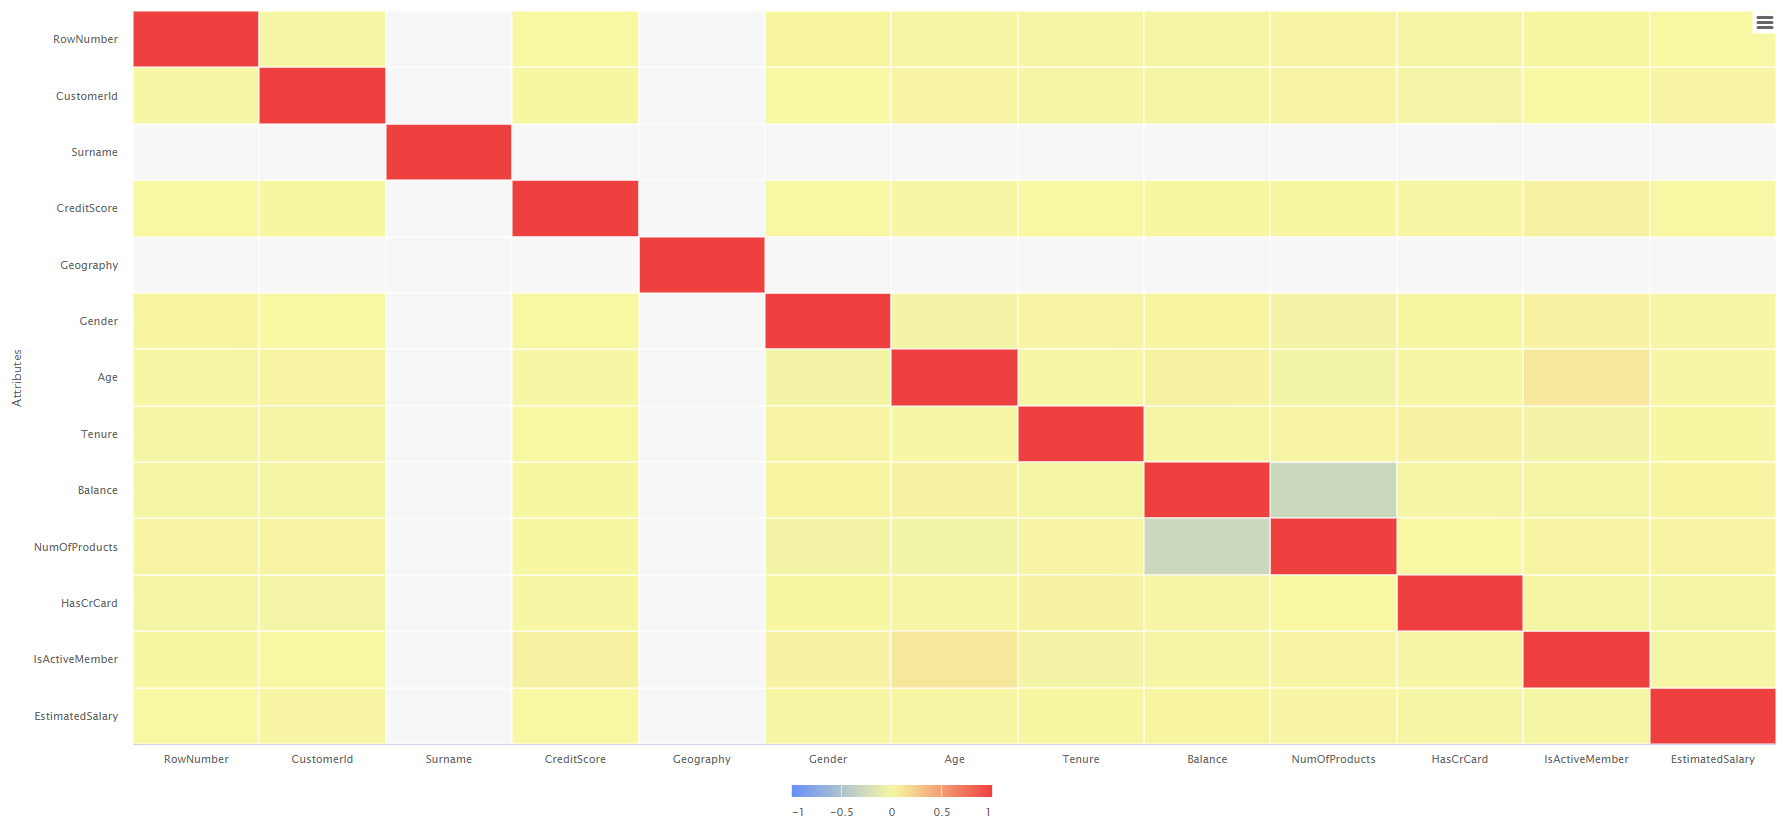 RowNumber
CustomerId
Surname
CreditScore
Geography
Gender
Age
Tenure
Balance
NumOfProducts
HasCrCard
IsActiveMember
EstimatedSalary
Attributes
RowNumber CustomerId Surname CreditScore Geography Gender Age Tenure Balance NumOfProducts HasCrCard IsActiveMember EstimatedSalary
-1 -0.5 0 0.5 1